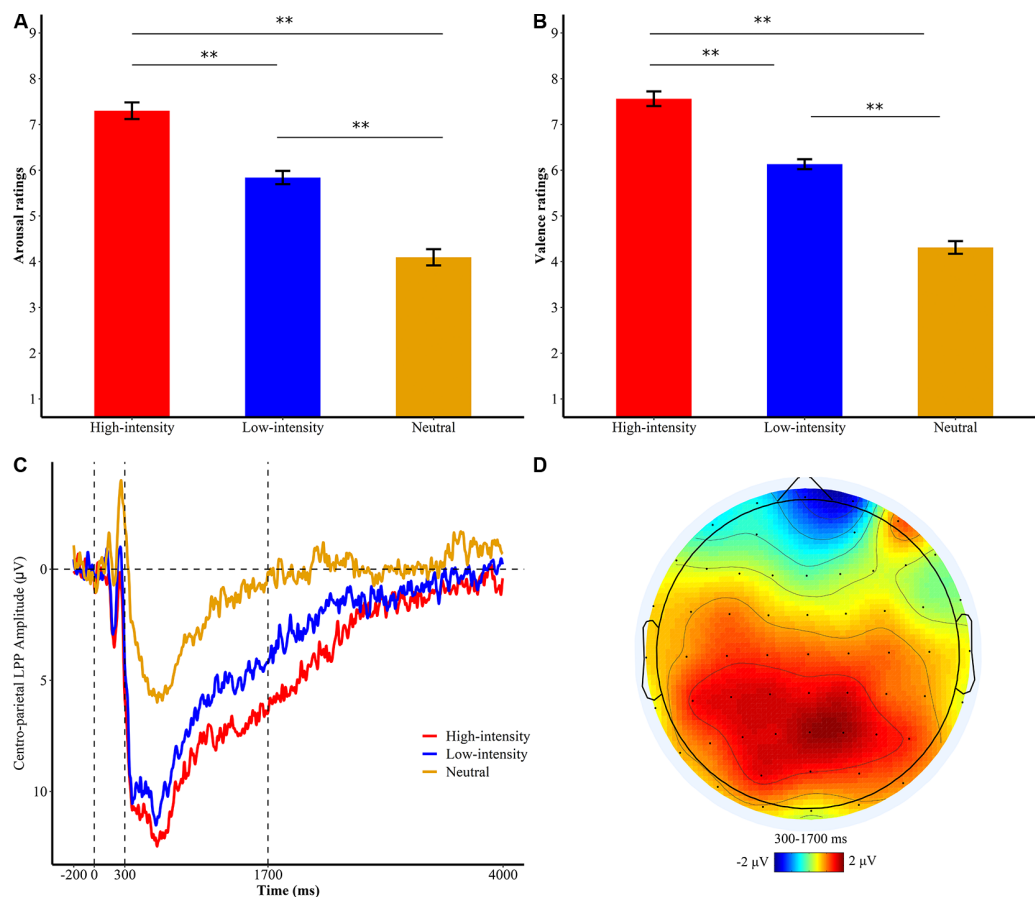 A
Arousal ratings
9
8
7
6
5
4
3
2
1
**
**
**
High-intensity Low-intensity Neutral
B
Valence ratings
9
8
7
6
5
4
3
2
1
**
**
**
High-intensity Low-intensity Neutral
C
Centro-parietal LPP Amplitude (µV)
0
5
10
High-intensity
Low-intensity
Neutral
-200 0 300 1700 4000
Time (ms)
D
300-1700 ms
-2 µV 2 µV